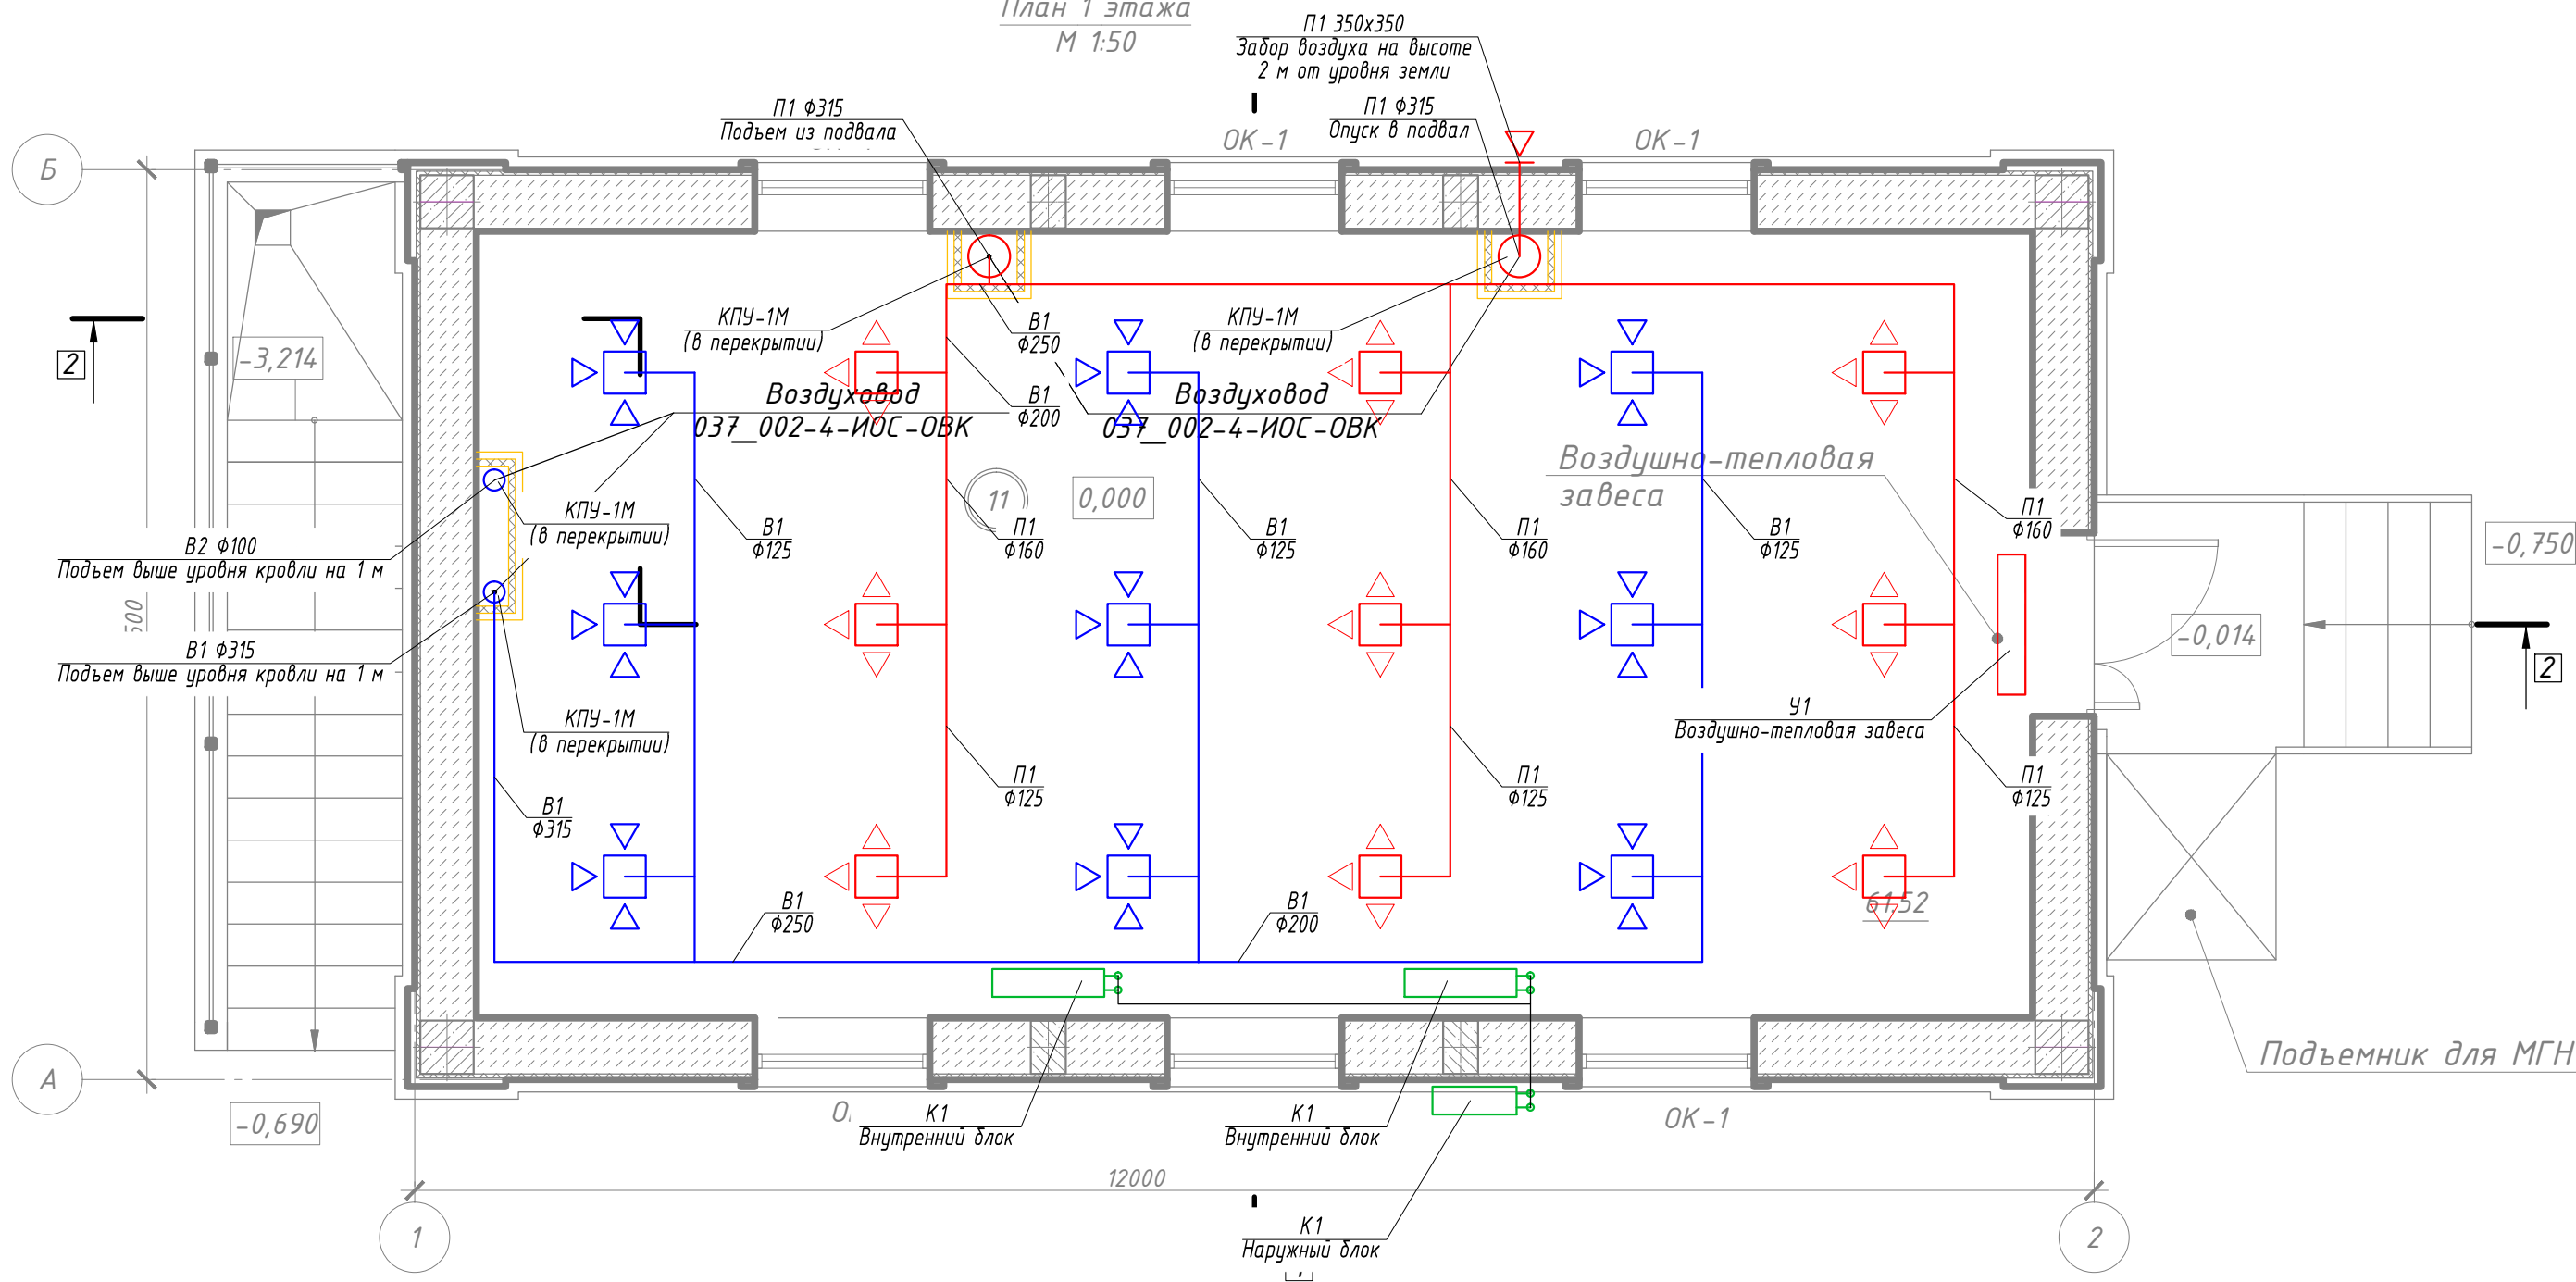 План 1 этажа
М 1:50
П1 350х350
Забор воздуха на высоте
2 м от уровня земли
П1 Ф315
Подъем из подвала
П1 Ф315
Опуск в подвал
ОК-1
ОК-1
Б
КПУ-1М
(в перекрытии)
В1
Ф250
КПУ-1М
(в перекрытии)
2
-3,214
Воздуховод
037_002-4-ИОС-ОВК
В1
Ф200
Воздуховод
037_002-4-ИОС-ОВК
Воздушно-тепловая
завеса
11
0,000
КПУ-1М
(в перекрытии)
В1
Ф125
П1
Ф160
В1
Ф125
П1
Ф160
В1
Ф125
П1
Ф160
-0,750
В2 Ф100
Подъем выше уровня кровли на 1 м
-0,014
В1 Ф315
Подъем выше уровня кровли на 1 м
2
КПУ-1М
(в перекрытии)
У1
Воздушно-тепловая завеса
В1
Ф315
П1
Ф125
П1
Ф125
П1
Ф125
В1
Ф250
В1
Ф200
61.52
Подъемник для МГН
А
-0,690
К1
Внутренний блок
К1
Внутренний блок
ОК-1
12000
К1
Наружный блок
1
2